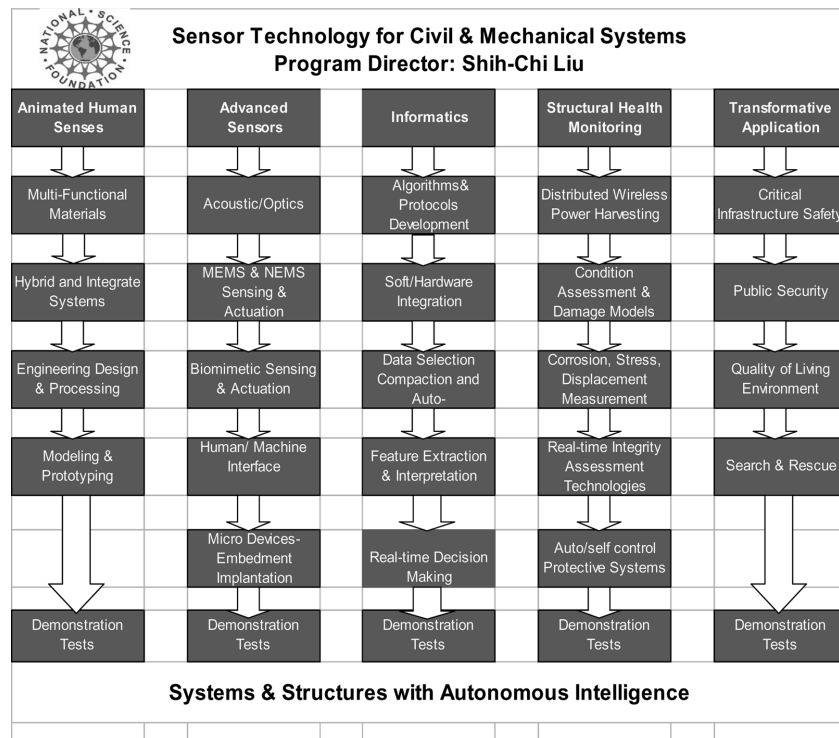 NATIONAL • SCIENCE
FOUNDATION
Sensor Technology for Civil & Mechanical Systems
Program Director: Shih-Chi Liu
Animated Human
Senses
Multi-Functional
Materials
Hybrid and Integrate
Systems
Engineering Design
& Processing
Modeling &
Prototyping
Demonstration
Tests
Advanced
Sensors
Acoustic/Optics
MEMS & NEMS
Sensing &
Actuation
Biomimetic Sensing
& Actuation
Human/ Machine
Interface
Micro Devices-
Embedment
Implantation
Demonstration
Tests
Informatics
Algorithms&
Protocols
Development
Soft/Hardware
Integration
Data Selection
Compaction and
Auto-
Feature Extraction
& Interpretation
Real-time Decision
Making
Demonstration
Tests
Structural Health
Monitoring
Distributed Wireless
Power Harvesting
Condition
Assessment &
Damage Models
Corrosion, Stress,
Displacement
Measurement
Real-time Integrity
Assessment
Technologies
Auto/self control
Protective Systems
Demonstration
Tests
Transformative
Application
Critical
Infrastructure Safety
Public Security
Quality of Living
Environment
Search & Rescue
Demonstration
Tests
Systems & Structures with Autonomous Intelligence